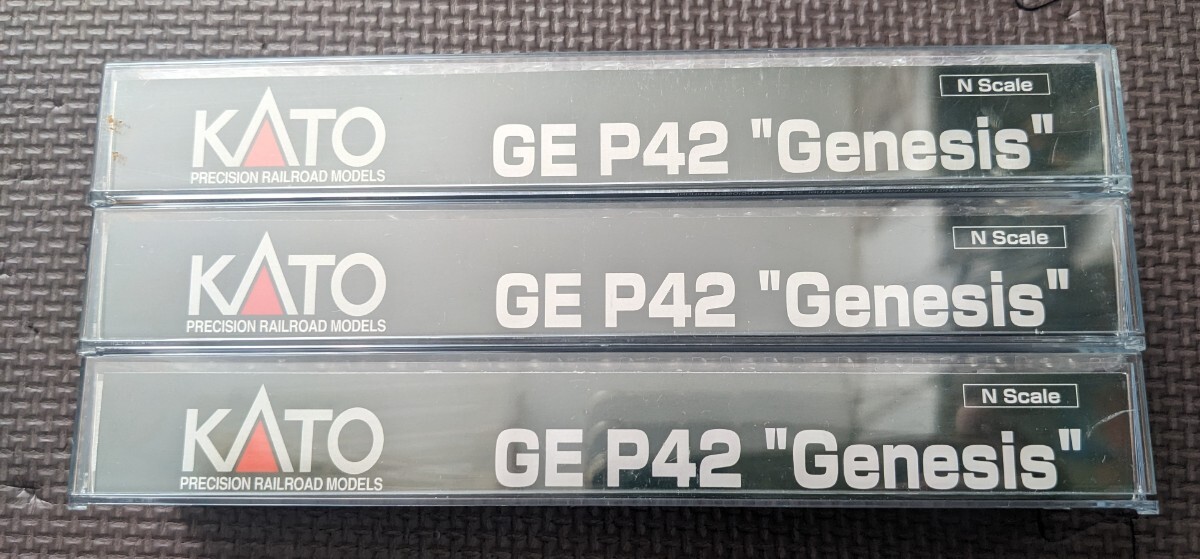 N Scale
KATO GE P42 "Genesis"
PRECISION RAILROAD MODELS
N Scale
KATO GE P42 "Genesis"
PRECISION RAILROAD MODELS
N Scale
KATO GE P42 "Genesis"
PRECISION RAILROAD MODELS